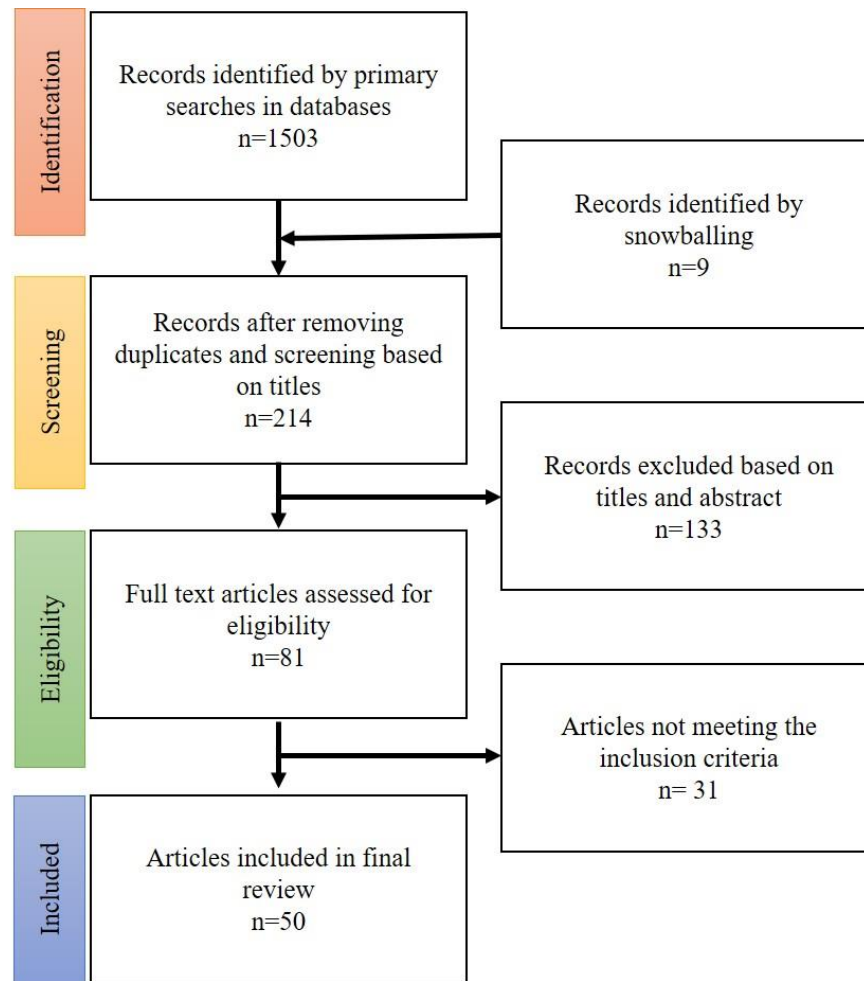 Identification
Records identified by primary
searches in databases
n=1503
Records identified by
snowballing
n=9
Screening
Records after removing
duplicates and screening based
on titles
n=214
Records excluded based on
titles and abstract
n=133
Eligibility
Full text articles assessed for
eligibility
n=81
Articles not meeting the
inclusion criteria
n= 31
Included
Articles included in final
review
n=50